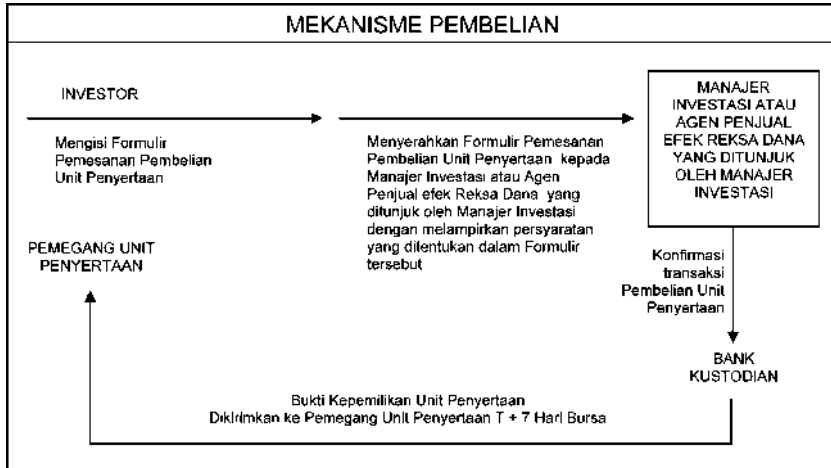 MEKANISME PEMBELIAN
INVESTOR
Mengisi Formulir
Pemesanan Pembelian
Unit Penyertaan
Menyerahkan Formulir Pemesanan
Pembelian Unit Penyertaan kepada
Manajer Investasi atau Agen
Penjual efek Reksa Dana yang
ditunjuk oleh Manajer Investasi
dengan melampirkan persyaratan
yang ditentukan dalam Formulir
tersebut
MANAJER
INVESTASI ATAU
AGEN PENJUAL
EFEK REKSA DANA
YANG DITUNJUK
OLEH MANAJER
INVESTASI
Konfirmasi
transaksi
Pembelian Unit
Penyertaan
BANK
KUSTODIAN
Bukti Kepemilikan Unit Penyertaan
Dikirimkan ke Pemegang Unit Penyertaan T + 7 Hari Bursa
PEMEGANG UNIT
PENYERTAAN